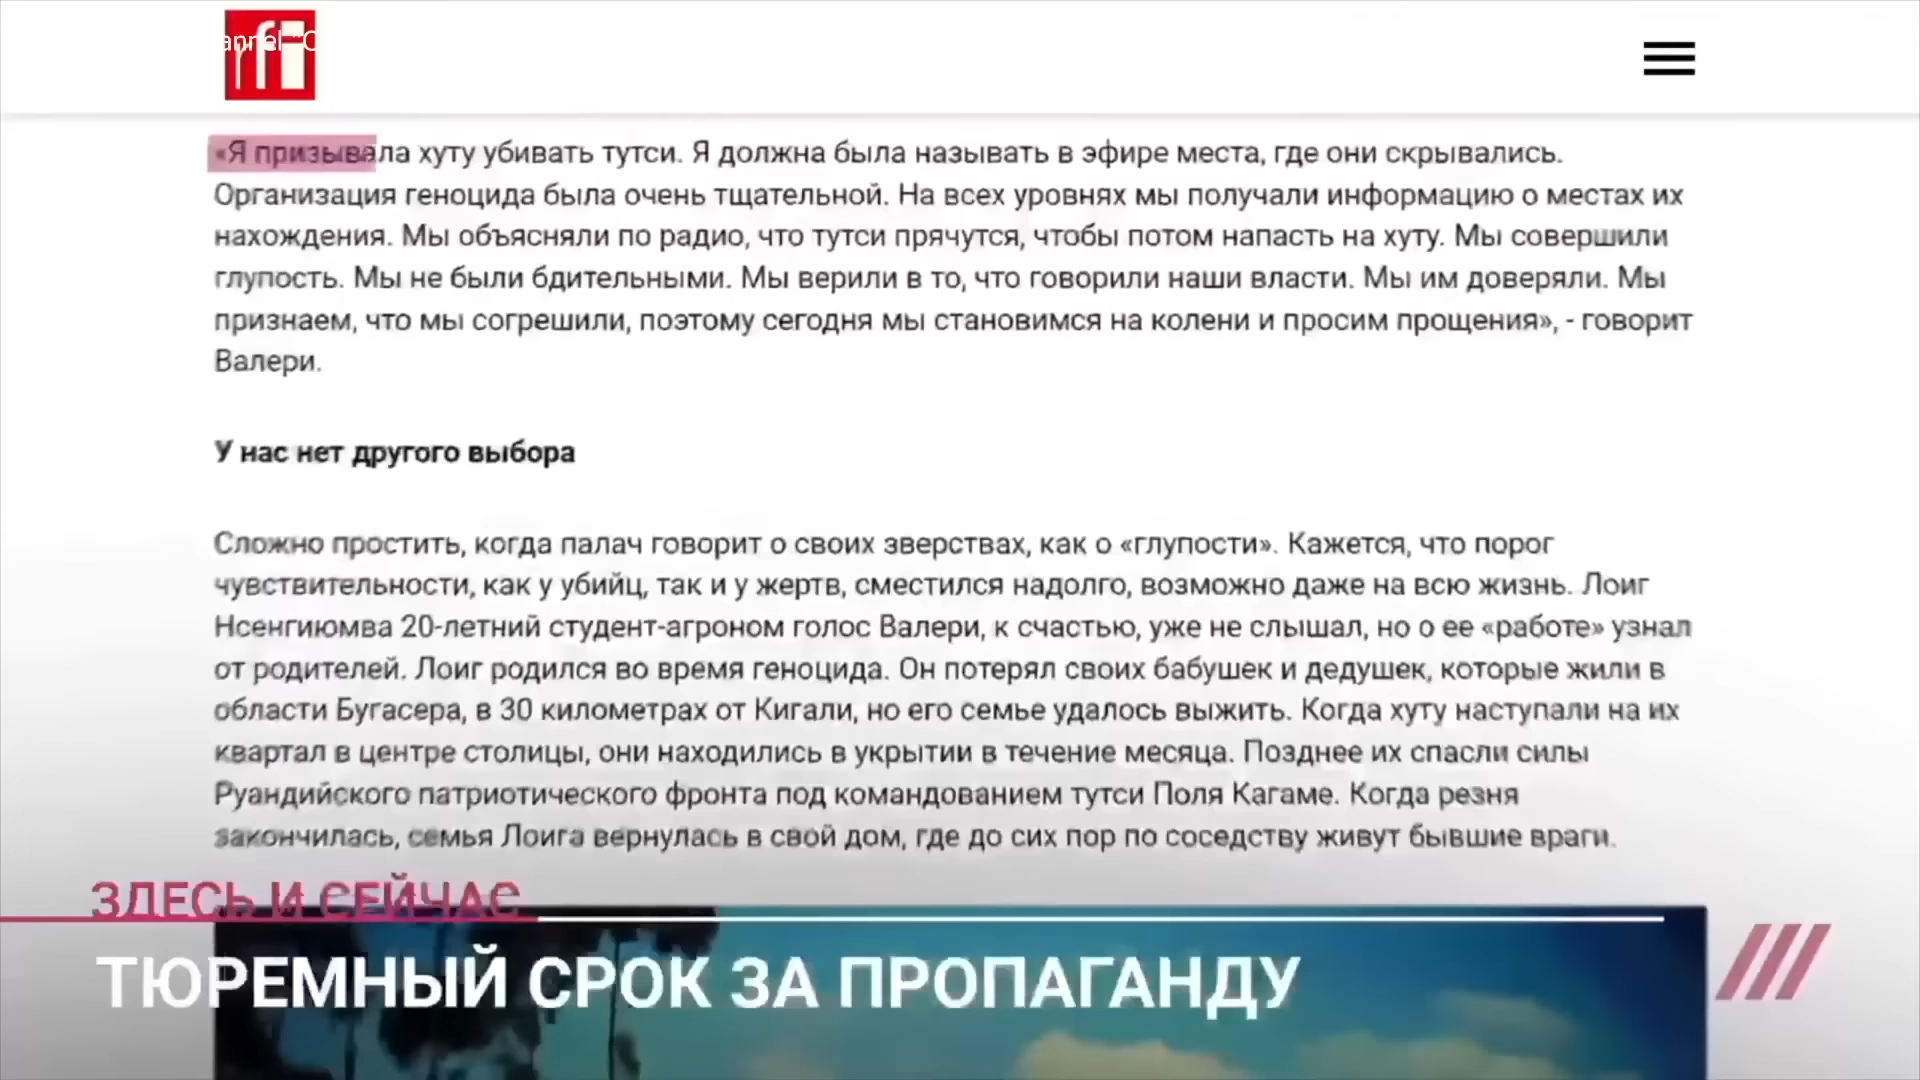 annel "C
rfi
«Я призывала хуту убивать тутси. Я должна была называть в эфире места, где они скрывались.
Организация геноцида была очень тщательной. На всех уровнях мы получали информацию о местах их
нахождения. Мы объясняли по радио, что тутси прячутся, чтобы потом напасть на хуту. Мы совершили
глупость. Мы не были бдительными. Мы верили в то, что говорили наши власти. Мы им доверяли. Мы
признаем, что мы согрешили, поэтому сегодня мы становимся на колени и просим прощения», - говорит
Валери.
У нас нет другого выбора
Сложно простить, когда палач говорит о своих зверствах, как о «глупости». Кажется, что порог
чувствительности, как у убийц, так и у жертв, сместился надолго, возможно даже на всю жизнь. Лоиг
Нсенгиюмва 20-летний студент-агроном голос Валери, к счастью, уже не слышал, но о ее «работе» узнал
от родителей. Лоиг родился во время геноцида. Он потерял своих бабушек и дедушек, которые жили в
области Бугасера, в 30 километрах от Кигали, но его семье удалось выжить. Когда хуту наступали на их
квартал в центре столицы, они находились в укрытии в течение месяца. Позднее их спасли силы
Руандийского патриотического фронта под командованием тутси Поля Кагаме. Когда резня
закончилась, семья Лоига вернулась в свой дом, где до сих пор по соседству живут бывшие враги.
ЗДЕСЬ И СЕЙЧАС
ТЮРЕМНЫЙ СРОК ЗА ПРОПАГАНДУ